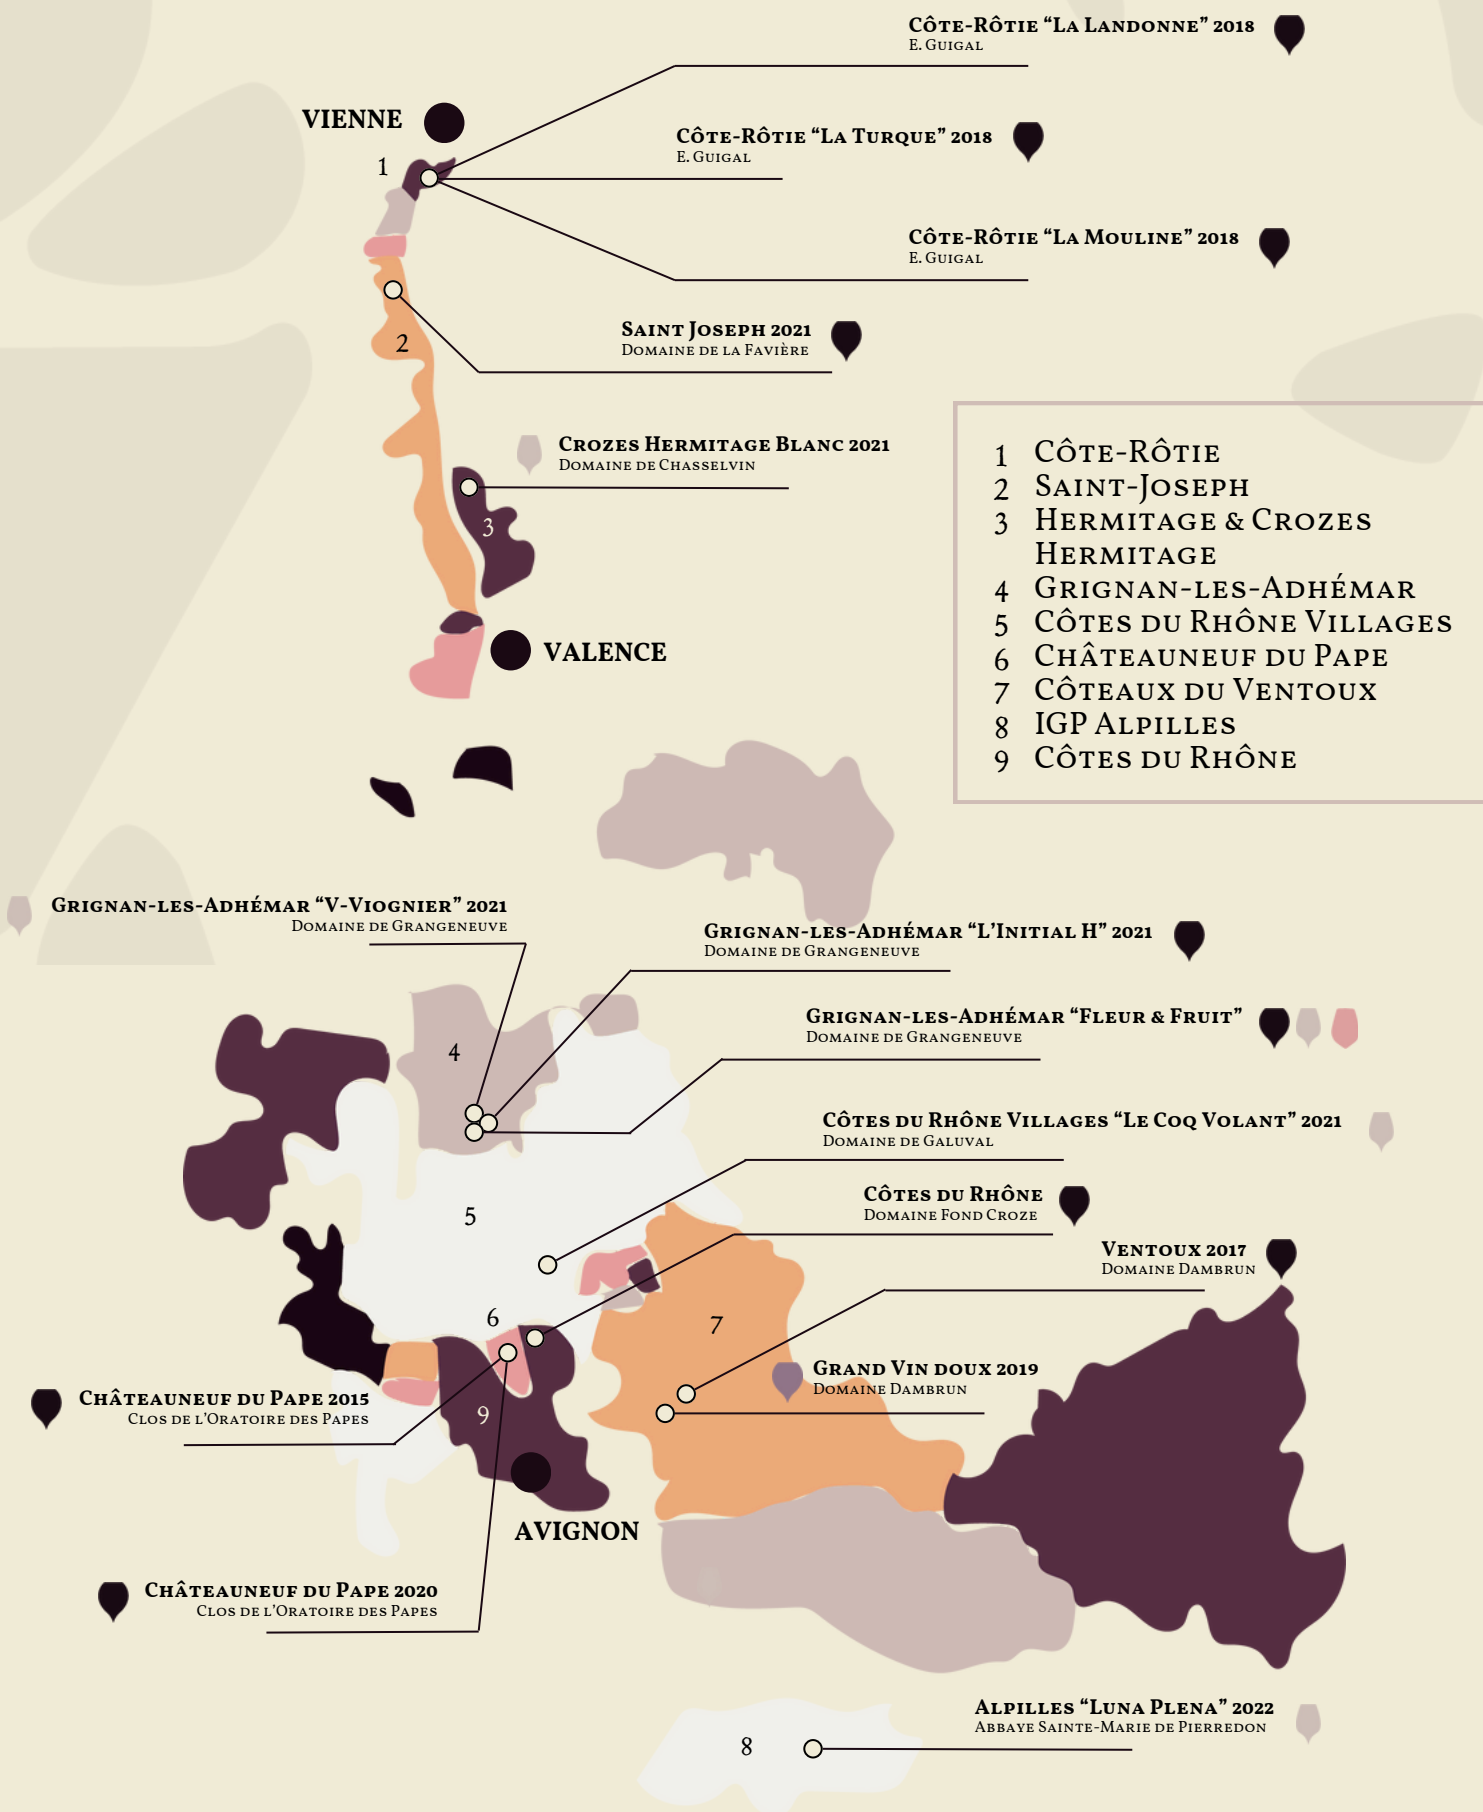 Côte-Rôtie “La Landonne” 2018
E. Guigal
VIENNE
Côte-Rôtie “La Turque” 2018
E. Guigal
1
Côte-Rôtie “La Mouline” 2018
E. Guigal
Saint Joseph 2021
Domaine de la Favière
2
Crozes Hermitage Blanc 2021
Domaine de Chasselvin
3
1 Côte-Rôtie
2 Saint-Joseph
3 Hermitage & Crozes
Hermitage
4 Grignan-les-Adhémar
5 Côtes du Rhône Villages
6 Châteauneuf du Pape
7 Côteaux du Ventoux
8 IGP Alpilles
9 Côtes du Rhône
VALENCE
Grignan-les-Adhémar “V-Viognier” 2021
Domaine de Grangeneuve
Grignan-les-Adhémar “L’Initial H” 2021
Domaine de Grangeneuve
Grignan-les-Adhémar “Fleur & Fruit”
Domaine de Grangeneuve
4
Côtes du Rhône Villages “Le Coq Volant” 2021
Domaine de Galuval
Côtes du Rhône
Domaine Fond Croze
5
Ventoux 2017
Domaine Dambrun
6
7
Grand Vin doux 2019
Domaine Dambrun
Châteauneuf du Pape 2015
Clos de l’Oratoire des Papes
9
AVIGNON
Châteauneuf du Pape 2020
Clos de l’Oratoire des Papes
Alpilles “Luna Plena” 2022
Abbaye Sainte-Marie de Pierredon
8